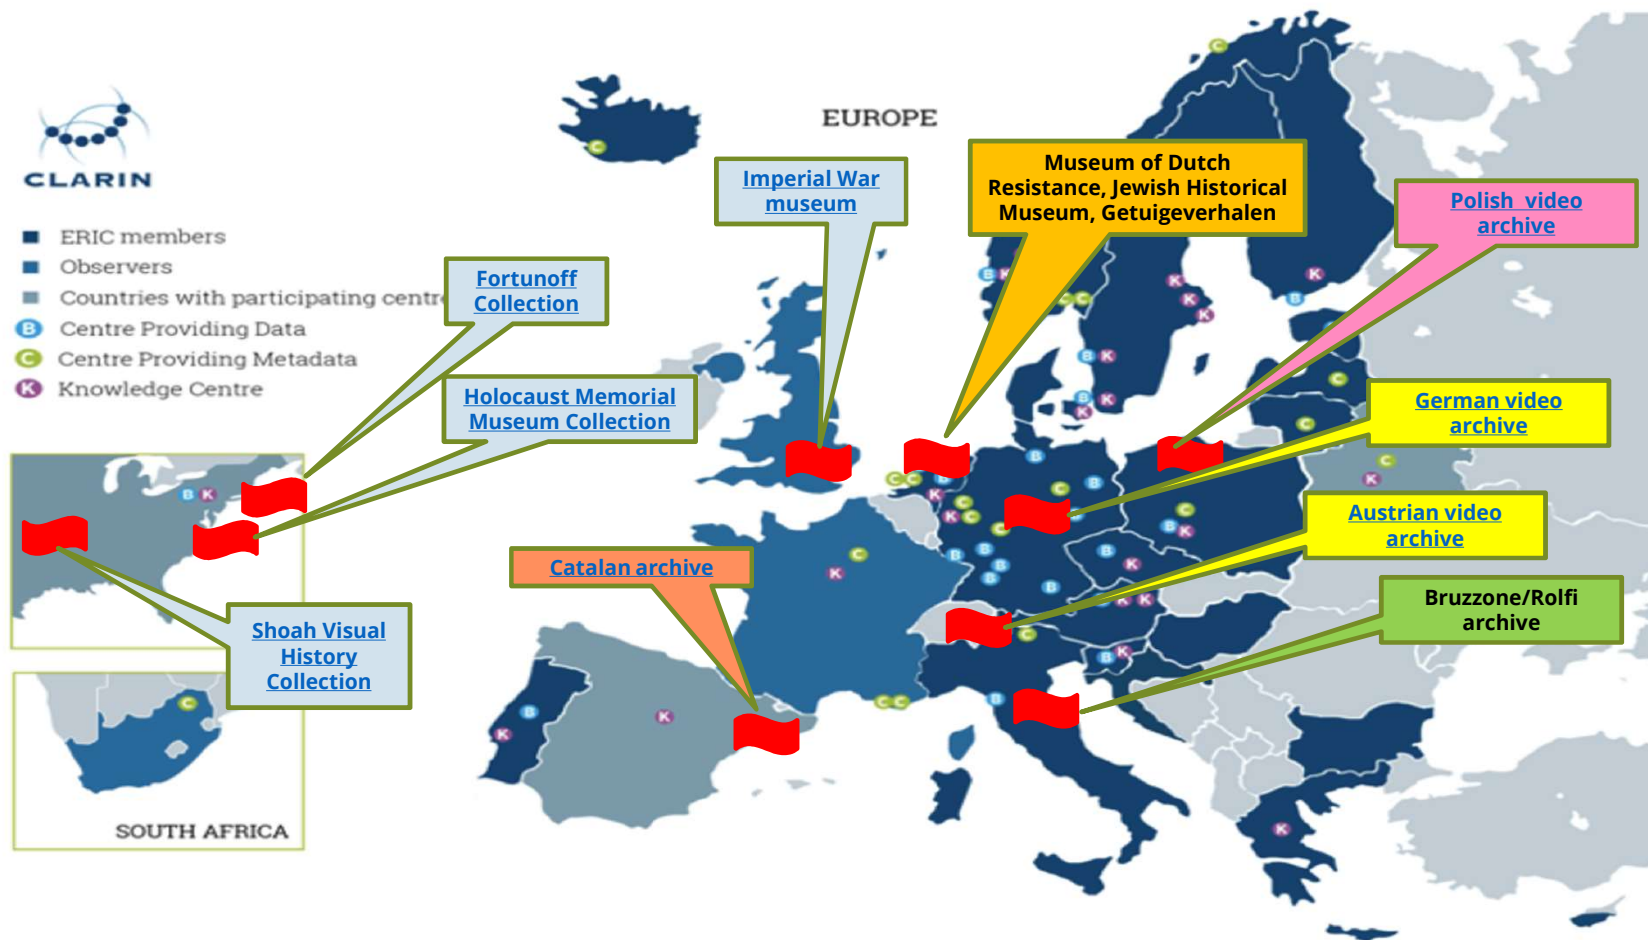 EUROPE
CLARIN
ERIC members
Observers
Countries with participating centr
B Centre Providing Data
C Centre Providing Metadata
K Knowledge Centre
Imperial War
museum
Museum of Dutch
Resistance, Jewish Historical
Museum, Getuigeverhalen
Polish video
archive
Fortunoff
Collection
Holocaust Memorial
Museum Collection
German video
archive
Austrian video
archive
Catalan archive
Bruzzone/Rolfi
archive
Shoah Visual
History
Collection
SOUTH AFRICA